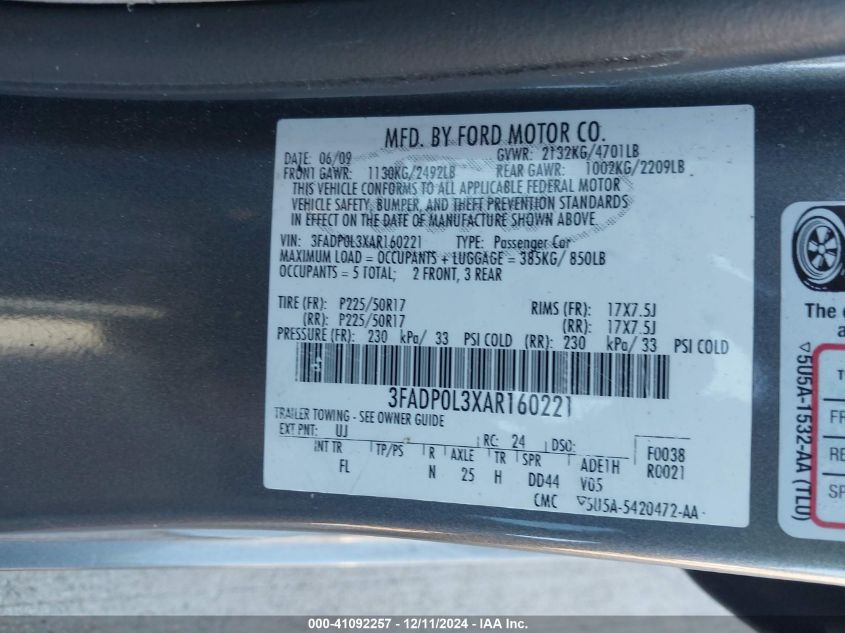 MFD. BY FORD MOTOR CO.
DATE: 06/09 GVWR: 2132KG/4701LB
FRONT GAWR: 1130KG/2492LB REAR GAWR: 1002KG/2209LB
THIS VEHICLE CONFORMS TO ALL APPLICABLE FEDERAL MOTOR
VEHICLE SAFETY, BUMPER, AND THEFT PREVENTION STANDARDS
IN EFFECT ON THE DATE OF MANUFACTURE SHOWN ABOVE.
VIN: 3FADP0L3XAR160221 TYPE: Passenger Car
MAXIMUM LOAD = OCCUPANTS + LUGGAGE = 385KG/ 850LB
OCCUPANTS = 5 TOTAL; 2 FRONT, 3 REAR
TIRE (FR): P225/50R17 RIMS (FR): 17X7.5J
(RR): P225/50R17 (RR): 17X7.5J
PRESSURE (FR): 230 kPa/ 33 PSI COLD (RR): 230 kPa/ 33 PSI COLD
3FADP0L3XAR160221
TRAILER TOWING - SEE OWNER GUIDE
EXT PNT: UJ RC: 24 DSO: F0038
INT TR TP/PS R AXLE TR SPR ADE1H R0021
FL N 25 H DD44 V05
CMC ▽5U5A-5420472-AA
The
a
▽5U5A-1532-AA (TLU)
T
FR
RE
SP
000-41092257 - 12/11/2024 - IAA Inc.